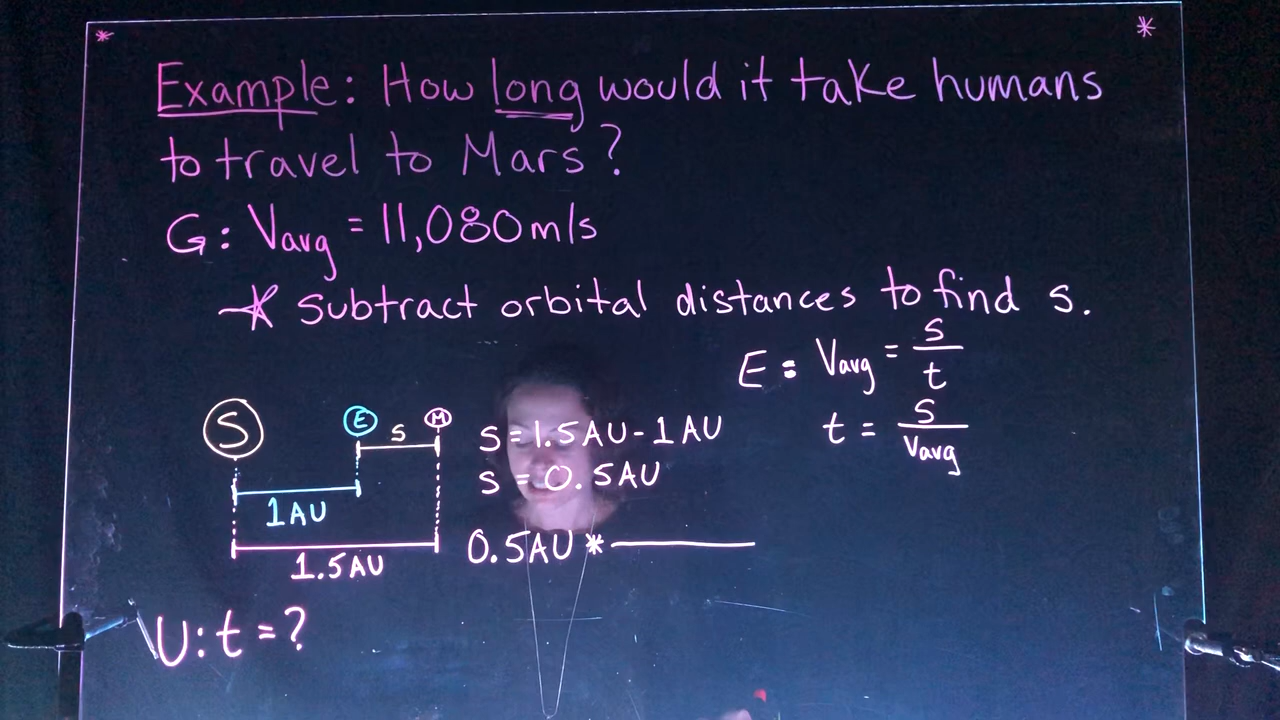 *
*
Example: How long would it take humans
to travel to Mars?
G: Vavg = 11,080m/s
* subtract orbital distances to find s.
E: Vavg = s/t
t = s/Vavg
S
E
s
M
1AU
1.5AU
s=1.5AU-1AU
s=0.5AU
0.5AU*
U:t=?